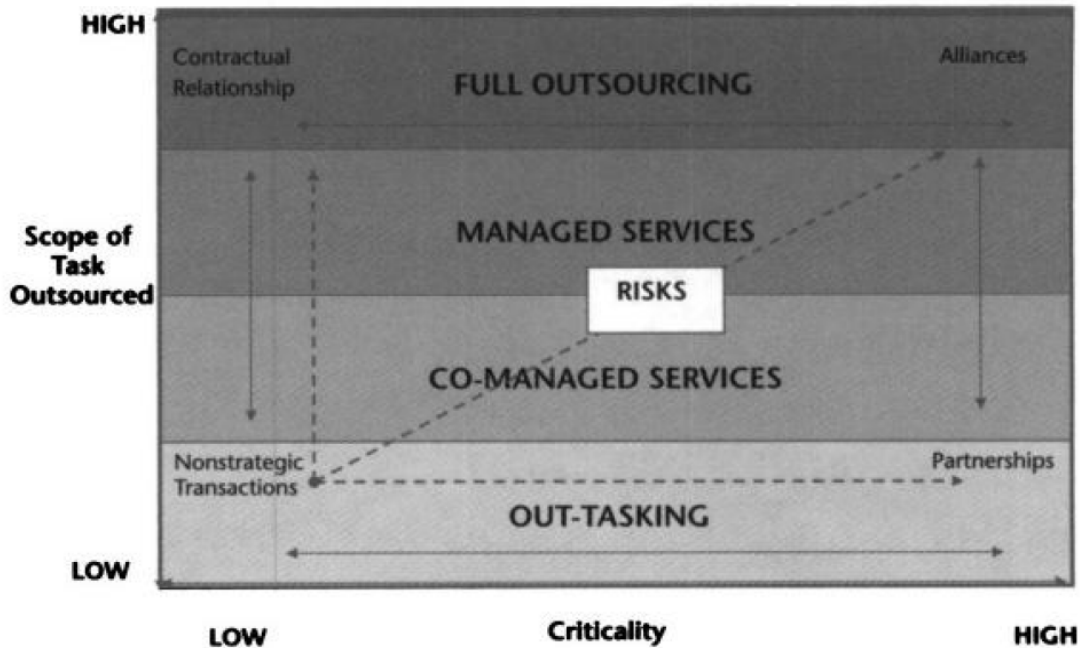 HIGH
Contractual
Relationship
FULL OUTSOURCING
Alliances
MANAGED SERVICES
Scope of
Task
Outsourced
RISKS
CO-MANAGED SERVICES
Nonstrategic
Transactions
Partnerships
OUT-TASKING
LOW
LOW
Criticality
HIGH